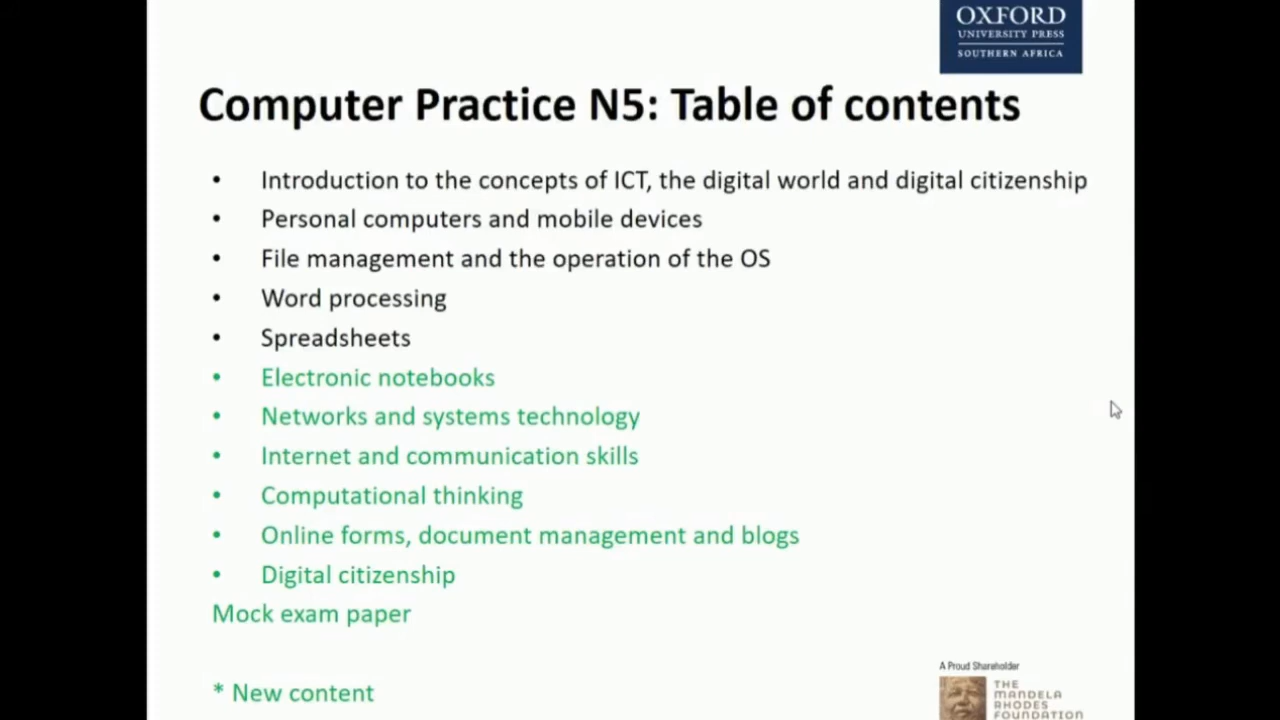 OXFORD
UNIVERSITY PRESS
SOUTHERN AFRICA
Computer Practice N5: Table of contents
• Introduction to the concepts of ICT, the digital world and digital citizenship
• Personal computers and mobile devices
• File management and the operation of the OS
• Word processing
• Spreadsheets
• Electronic notebooks
• Networks and systems technology
• Internet and communication skills
• Computational thinking
• Online forms, document management and blogs
• Digital citizenship
Mock exam paper
* New content
A Proud Shareholder
THE
MANDELA
RHODES
FOUNDATION